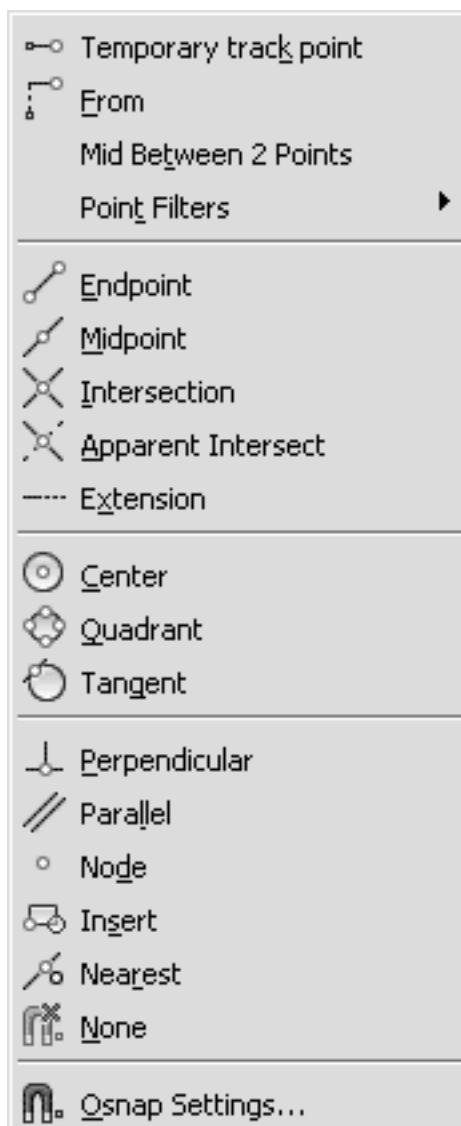 Temporary track point
From
Mid Between 2 Points
Point Filters
Endpoint
Midpoint
Intersection
Apparent Intersect
Extension
Center
Quadrant
Tangent
Perpendicular
Parallel
Node
Insert
Nearest
None
Osnap Settings...